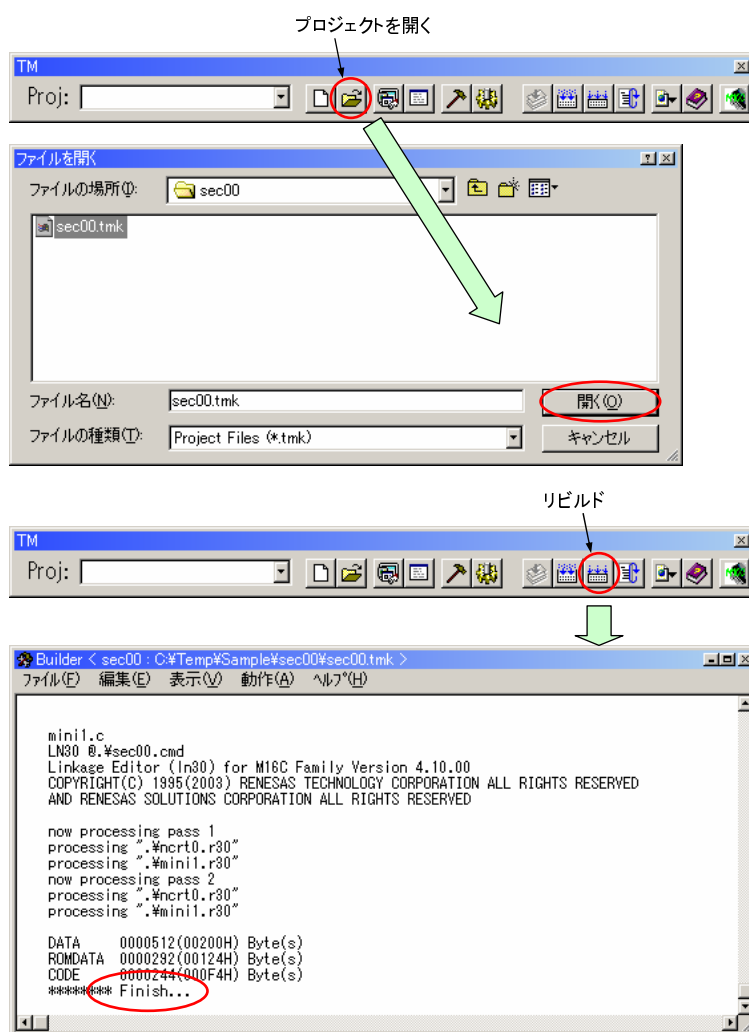 プロジェクトを開く
TM
Proj:
ファイルを開く
ファイルの場所(I):
sec00
sec00.tmk
ファイル名(N):
sec00.tmk
開く(O)
ファイルの種類(T):
Project Files (*.tmk)
キャンセル
リビルド
TM
Proj:
Builder < sec00 : C:¥Temp¥Sample¥sec00¥sec00.tmk >
ファイル(F) 編集(E) 表示(V) 動作(A) ヘルプ(H)
mini1.c
LN30 @.¥sec00.cmd
Linkage Editor (ln30) for M16C Family Version 4.10.00
COPYRIGHT(C) 1995(2003) RENESAS TECHNOLOGY CORPORATION ALL RIGHTS RESERVED
AND RENESAS SOLUTIONS CORPORATION ALL RIGHTS RESERVED
now processing pass 1
processing ".¥ncrt0.r30"
processing ".¥mini1.r30"
now processing pass 2
processing ".¥ncrt0.r30"
processing ".¥mini1.r30"
DATA 0000512(00200H) Byte(s)
ROMDATA 0000292(00124H) Byte(s)
CODE 0000244(000F4H) Byte(s)
********* Finish...